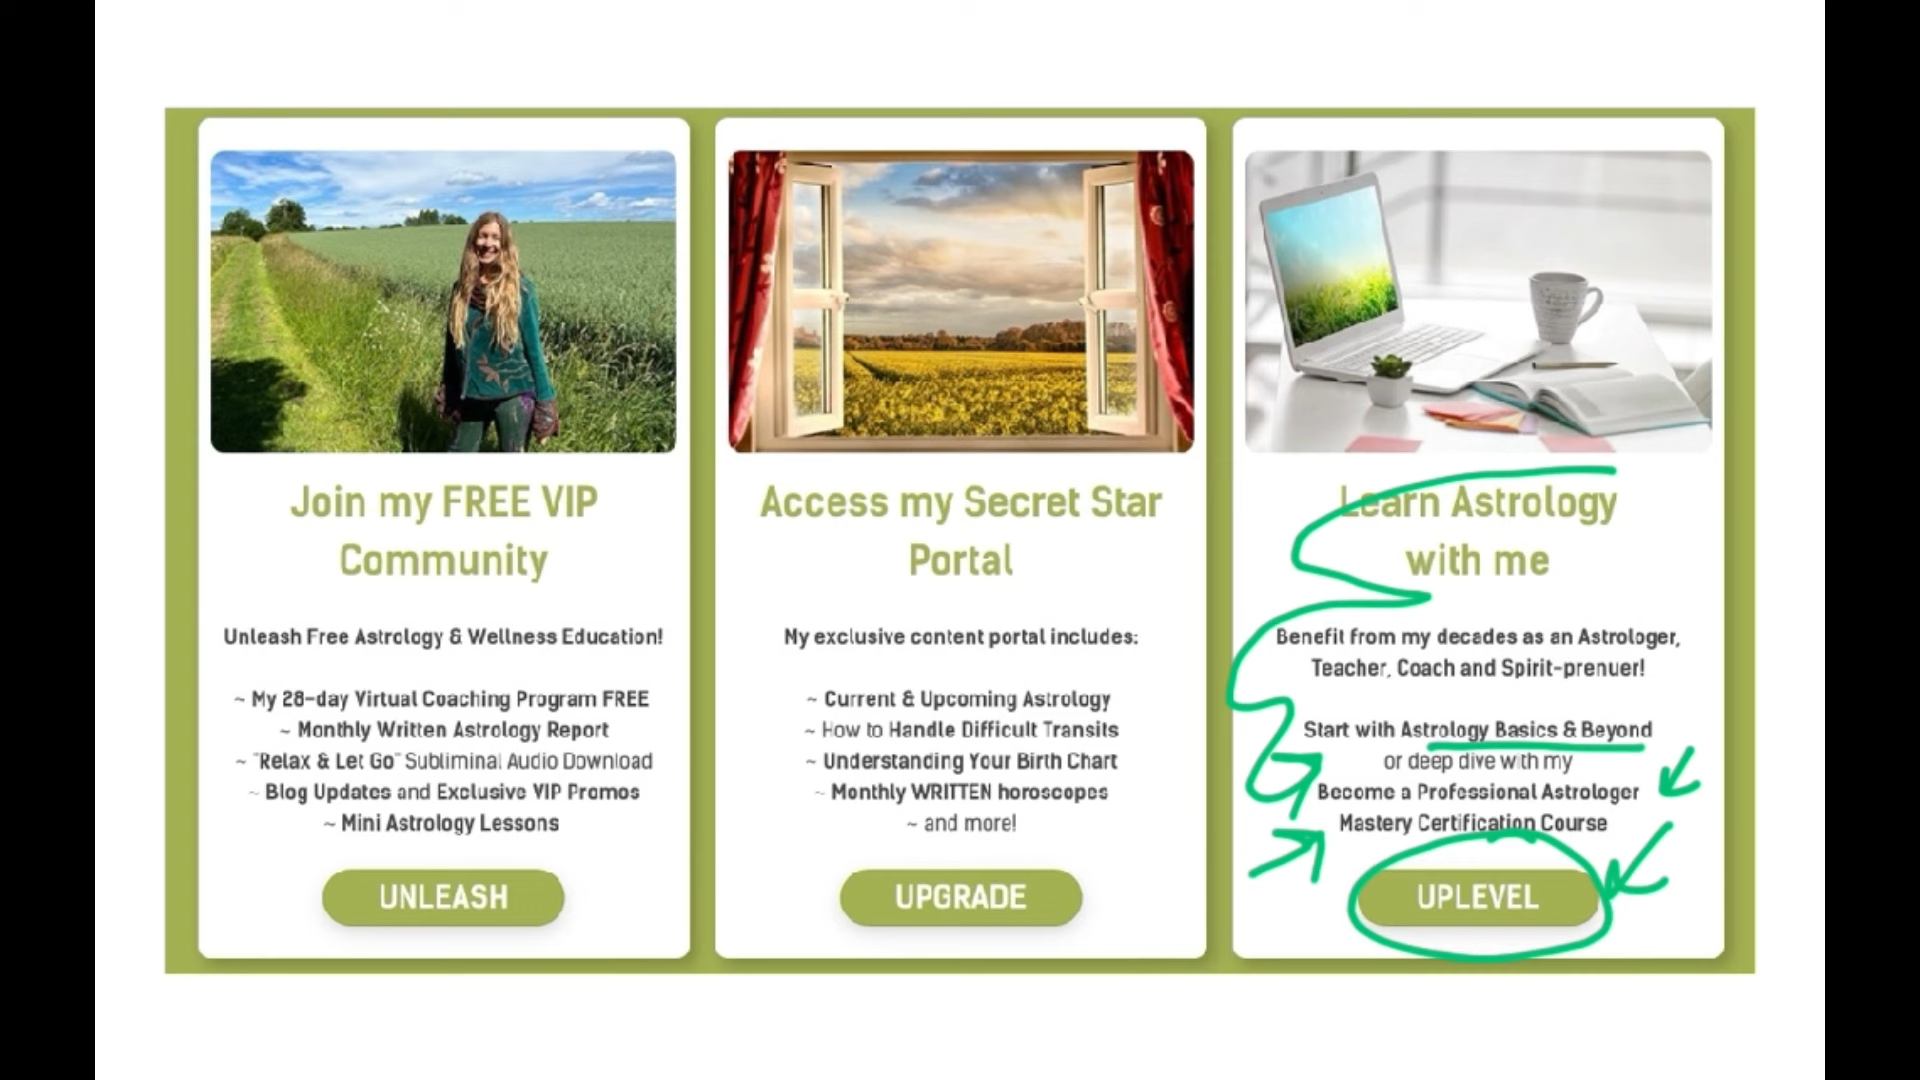 Join my FREE VIP
Community
Unleash Free Astrology & Wellness Education!
~ My 28-day Virtual Coaching Program FREE
~ Monthly Written Astrology Report
~ "Relax & Let Go" Subliminal Audio Download
~ Blog Updates and Exclusive VIP Promos
~ Mini Astrology Lessons
UNLEASH
Access my Secret Star
Portal
My exclusive content portal includes:
~ Current & Upcoming Astrology
~ How to Handle Difficult Transits
~ Understanding Your Birth Chart
~ Monthly WRITTEN horoscopes
~ and more!
UPGRADE
Learn Astrology
with me
Benefit from my decades as an Astrologer,
Teacher, Coach and Spirit-prenuer!
Start with Astrology Basics & Beyond
or deep dive with my
Become a Professional Astrologer
Mastery Certification Course
UPLEVEL